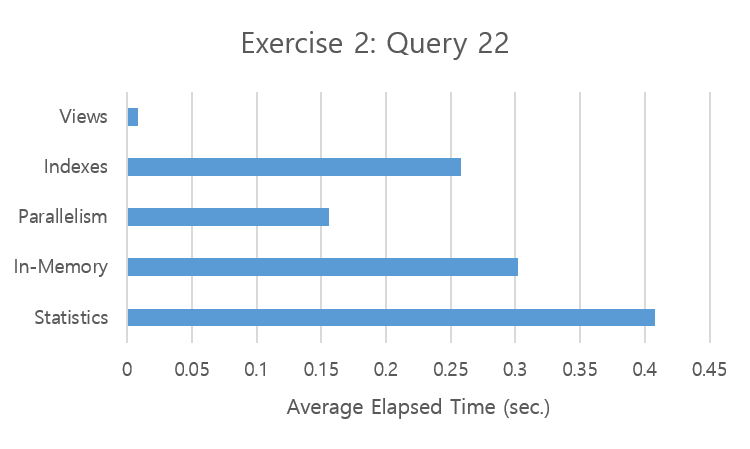 Exercise 2: Query 22
Views
Indexes
Parallelism
In-Memory
Statistics
0 0.05 0.1 0.15 0.2 0.25 0.3 0.35 0.4 0.45
Average Elapsed Time (sec.)